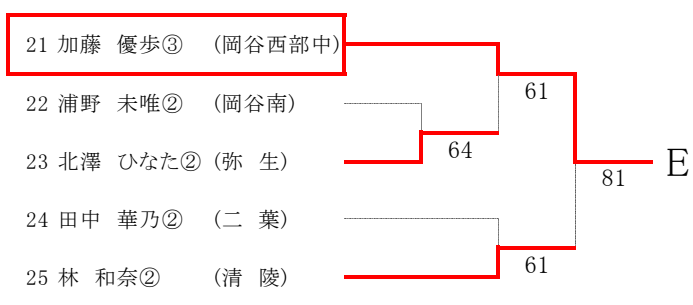 21 加藤 優歩③ (岡谷西部中)
61
22 浦野 未唯② (岡谷南)
64
23 北澤 ひなた② (弥 生)
81 E
24 田中 華乃② (二 葉)
61
25 林 和奈② (清 陵)